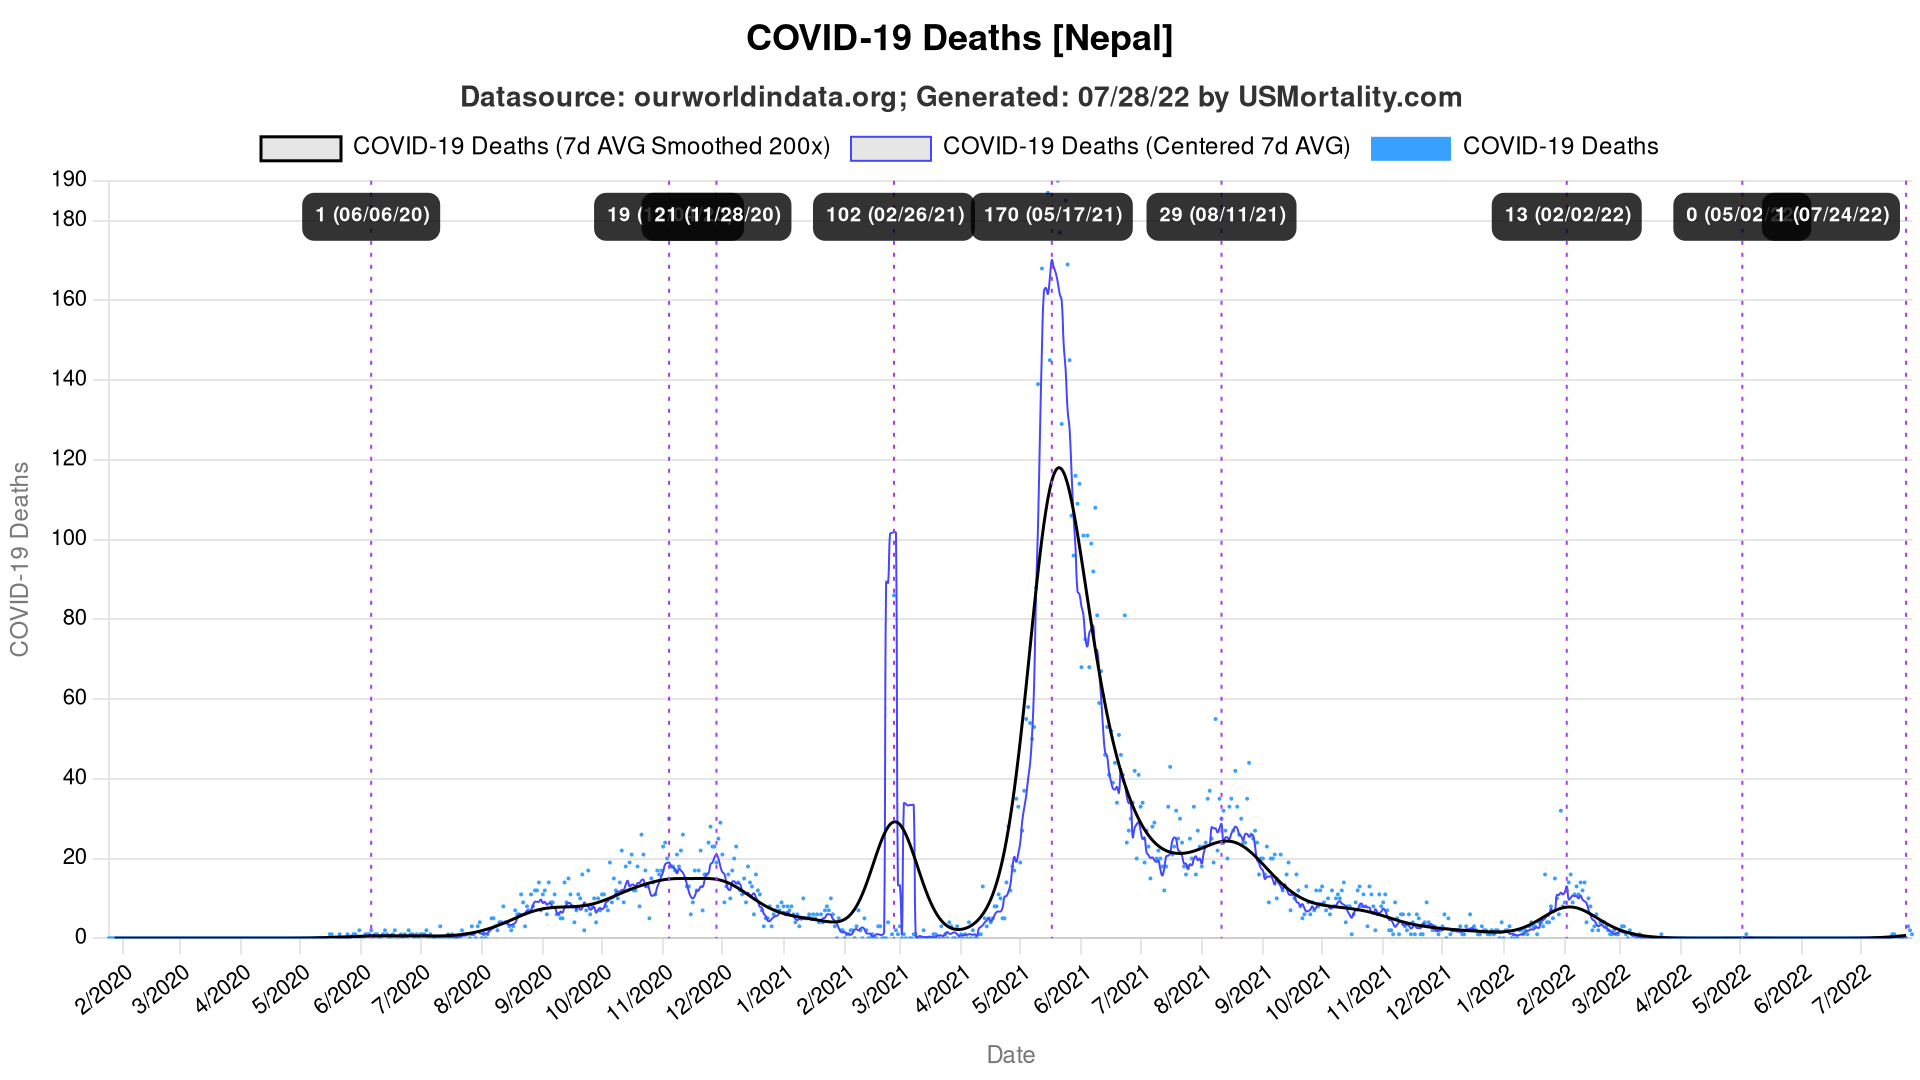 COVID-19 Deaths [Nepal]
Datasource: ourworldindata.org; Generated: 07/28/22 by USMortality.com
COVID-19 Deaths (7d AVG Smoothed 200x) COVID-19 Deaths (Centered 7d AVG) COVID-19 Deaths
190
180
160
140
120
100
80
60
40
20
0
1 (06/06/20) 19 ( 21 (11/28/20) 102 (02/26/21) 170 (05/17/21) 29 (08/11/21) 13 (02/02/22) 0 (05/02 1 (07/24/22)
COVID-19 Deaths
2/2020 3/2020 4/2020 5/2020 6/2020 7/2020 8/2020 9/2020 10/2020 11/2020 12/2020 1/2021 2/2021 3/2021 4/2021 5/2021 6/2021 7/2021 8/2021 9/2021 10/2021 11/2021 12/2021 1/2022 2/2022 3/2022 4/2022 5/2022 6/2022 7/2022
Date